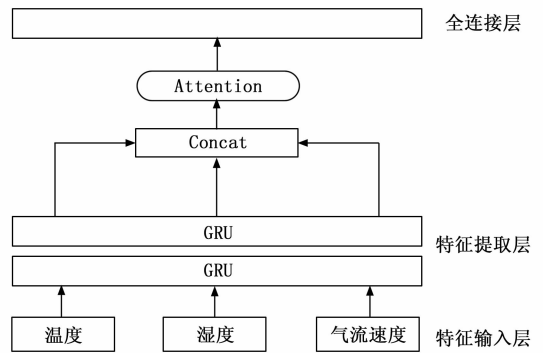 全连接层
Attention
Concat
GRU
特征提取层
GRU
温度
湿度
气流速度
特征输入层